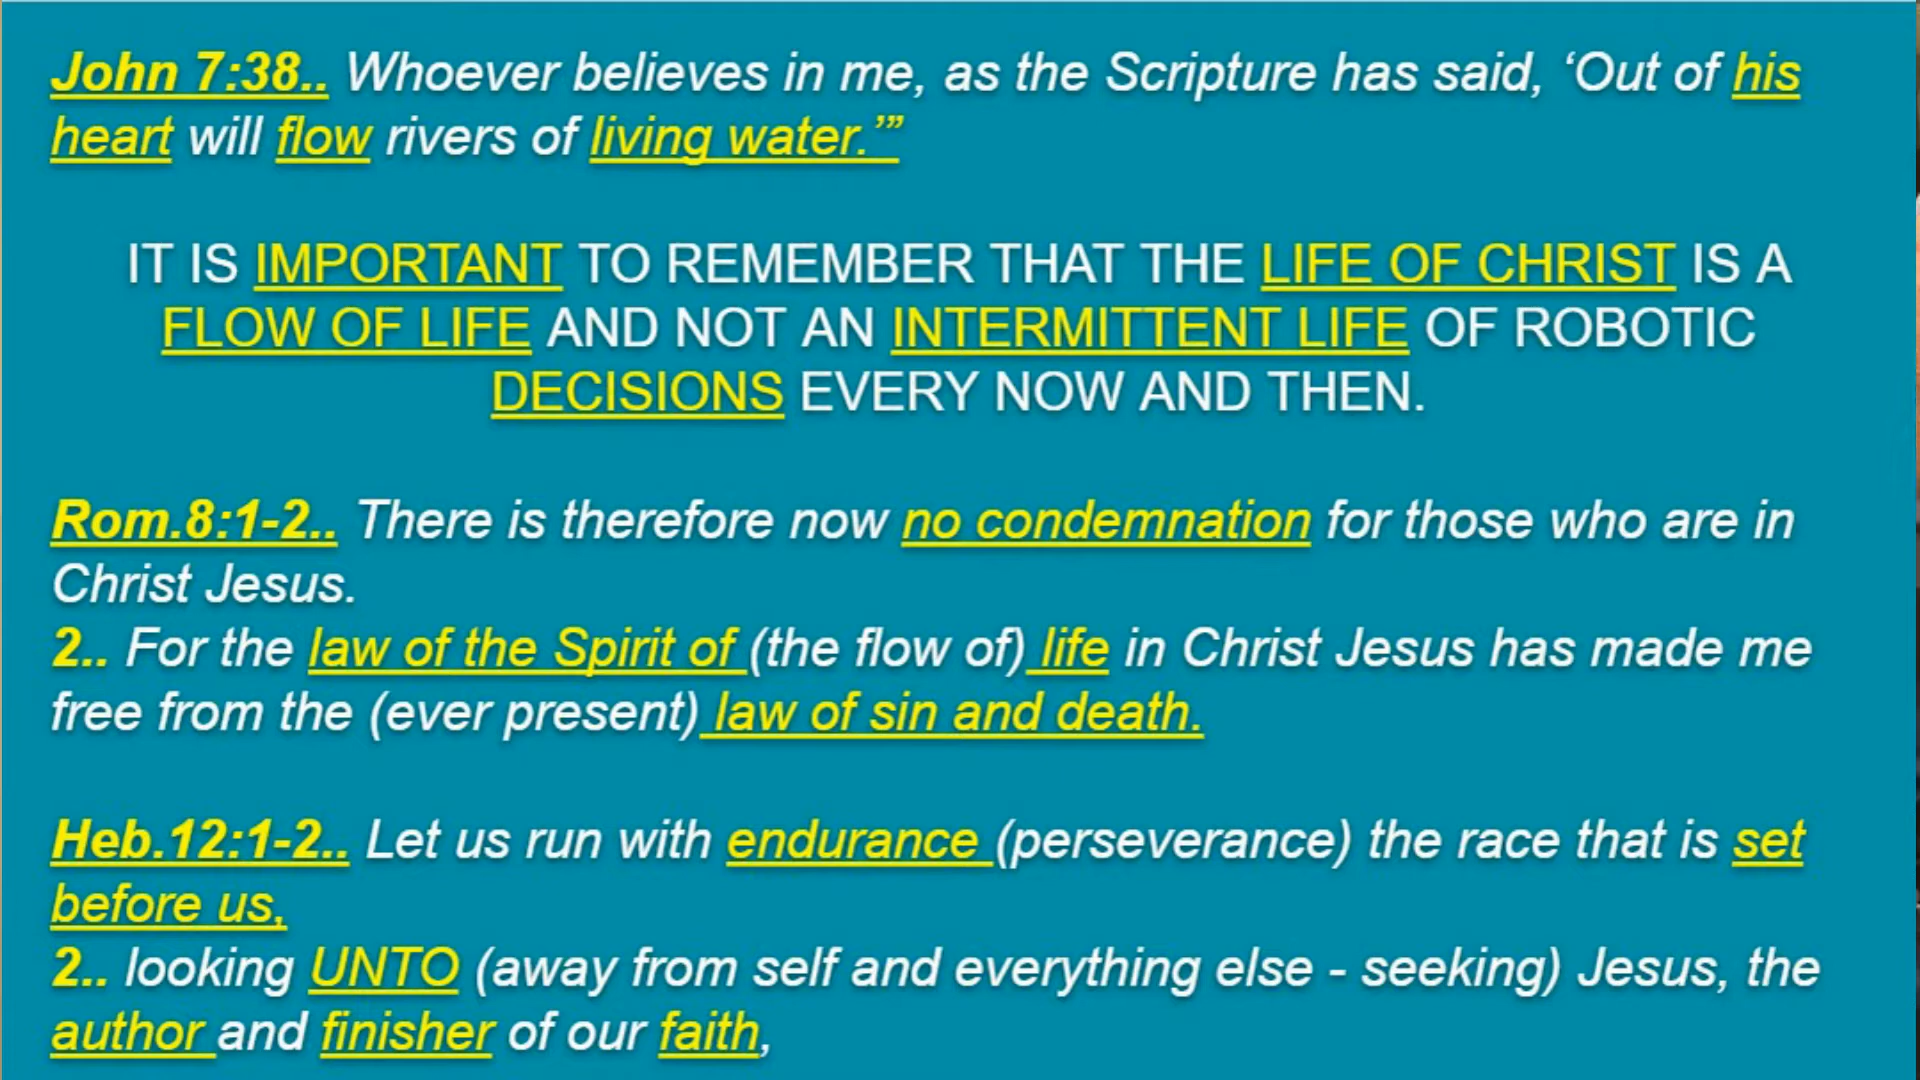 John 7:38.. Whoever believes in me, as the Scripture has said, ‘Out of his
heart will flow rivers of living water.’”
IT IS IMPORTANT TO REMEMBER THAT THE LIFE OF CHRIST IS A
FLOW OF LIFE AND NOT AN INTERMITTENT LIFE OF ROBOTIC
DECISIONS EVERY NOW AND THEN.
Rom.8:1-2.. There is therefore now no condemnation for those who are in
Christ Jesus.
2.. For the law of the Spirit of (the flow of) life in Christ Jesus has made me
free from the (ever present) law of sin and death.
Heb.12:1-2.. Let us run with endurance (perseverance) the race that is set
before us,
2.. looking UNTO (away from self and everything else - seeking) Jesus, the
author and finisher of our faith,